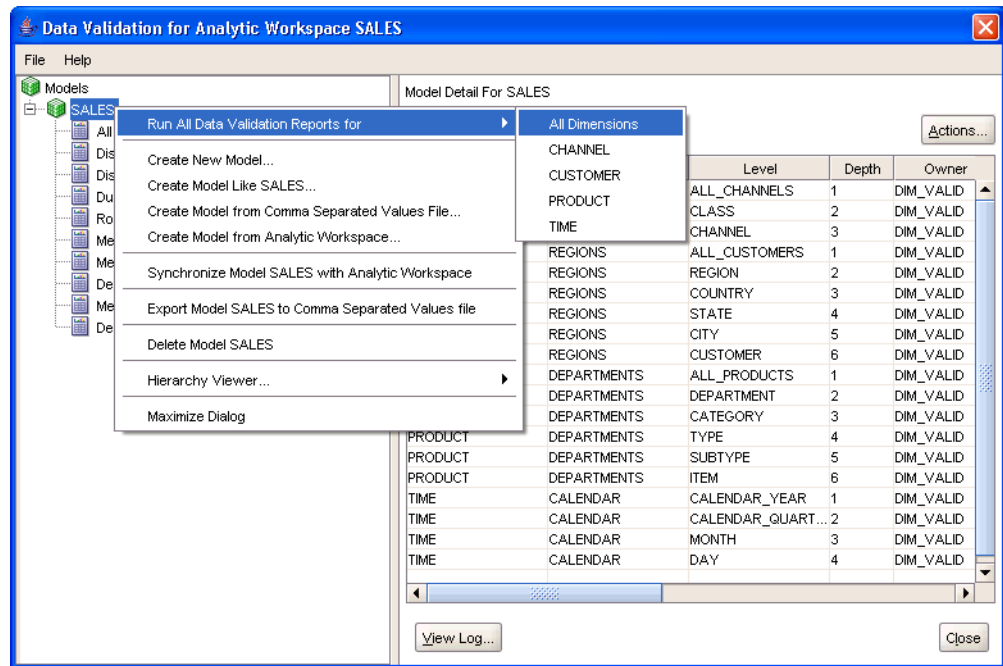 Data Validation for Analytic Workspace SALES
File Help
Models
SALES
All
Dis
Dis
Du
Ro
Me
Me
De
Me
De
Run All Data Validation Reports for
Create New Model...
Create Model Like SALES...
Create Model from Comma Separated Values File...
Create Model from Analytic Workspace...
Synchronize Model SALES with Analytic Workspace
Export Model SALES to Comma Separated Values file
Delete Model SALES
Hierarchy Viewer...
Maximize Dialog
All Dimensions
CHANNEL
CUSTOMER
PRODUCT
TIME
Model Detail For SALES
Actions...
Level Depth Owner
ALL_CHANNELS 1 DIM_VALID
CLASS 2 DIM_VALID
CHANNEL 3 DIM_VALID
REGIONS ALL_CUSTOMERS 1 DIM_VALID
REGIONS REGION 2 DIM_VALID
REGIONS COUNTRY 3 DIM_VALID
REGIONS STATE 4 DIM_VALID
REGIONS CITY 5 DIM_VALID
REGIONS CUSTOMER 6 DIM_VALID
DEPARTMENTS ALL_PRODUCTS 1 DIM_VALID
DEPARTMENTS DEPARTMENT 2 DIM_VALID
DEPARTMENTS CATEGORY 3 DIM_VALID
PRODUCT DEPARTMENTS TYPE 4 DIM_VALID
PRODUCT DEPARTMENTS SUBTYPE 5 DIM_VALID
PRODUCT DEPARTMENTS ITEM 6 DIM_VALID
TIME CALENDAR CALENDAR_YEAR 1 DIM_VALID
TIME CALENDAR CALENDAR_QUART... 2 DIM_VALID
TIME CALENDAR MONTH 3 DIM_VALID
TIME CALENDAR DAY 4 DIM_VALID
View Log...
Close